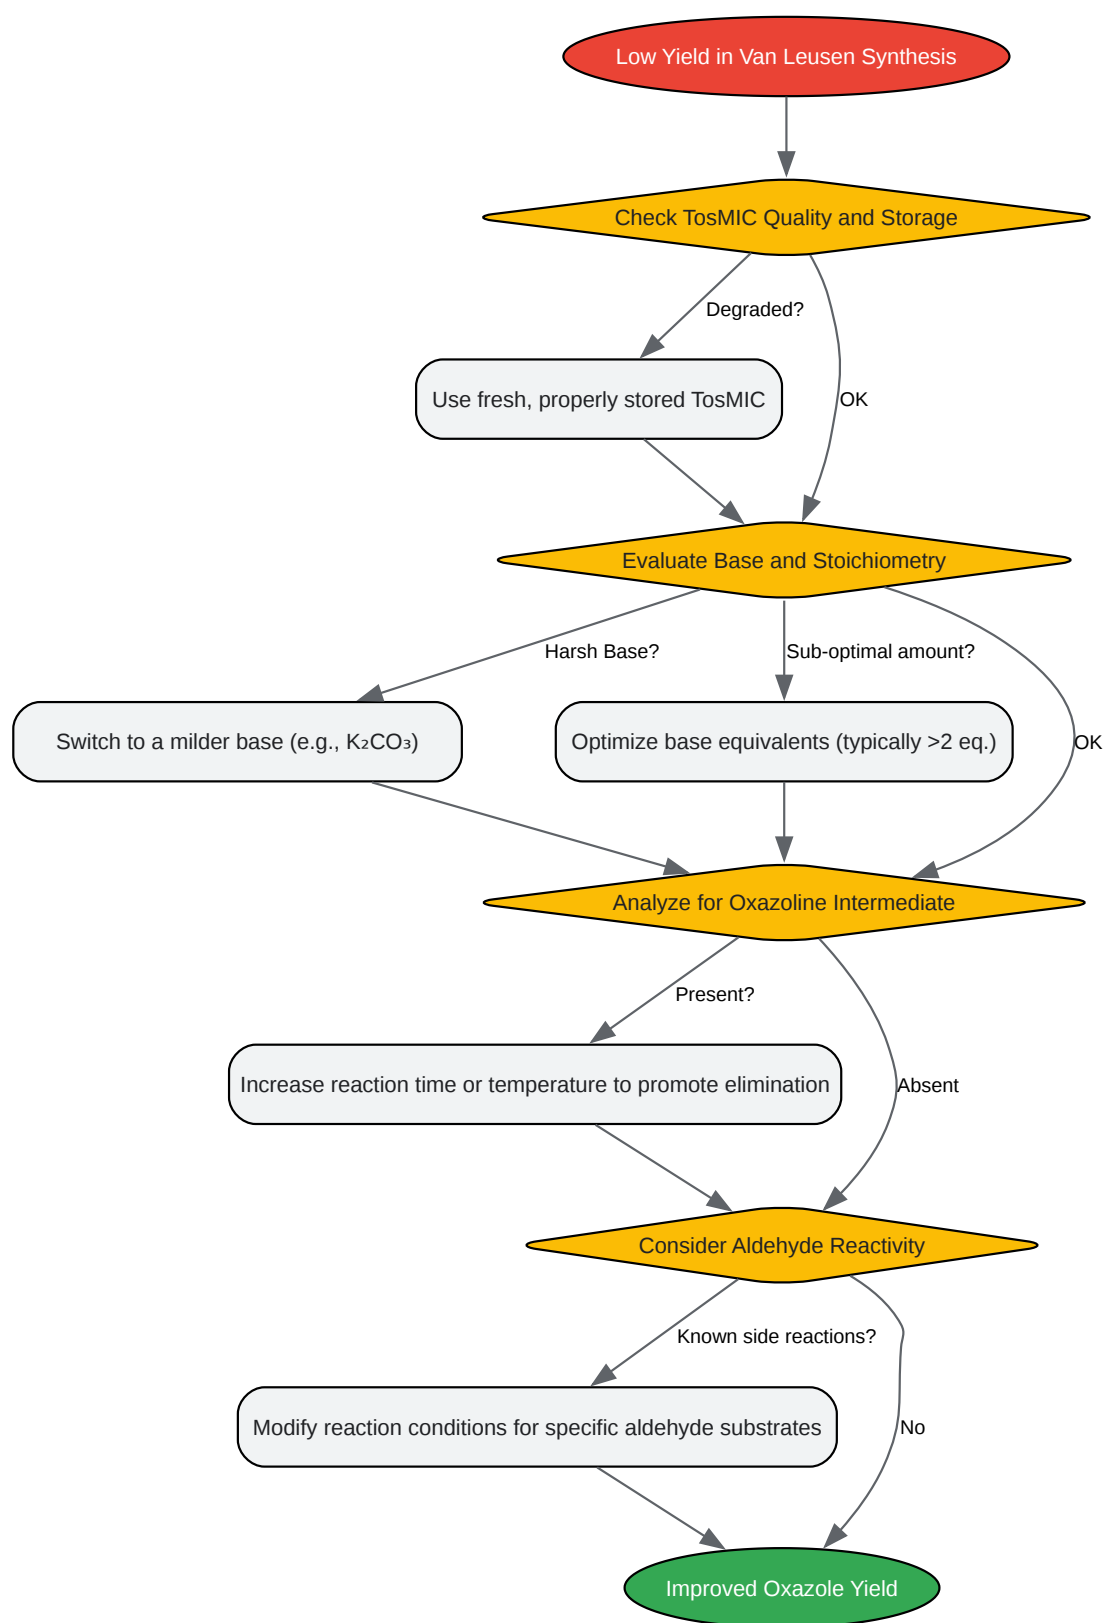 Low Yield in Van Leusen Synthesis
Check TosMIC Quality and Storage
Degraded?
Use fresh, properly stored TosMIC
OK
Evaluate Base and Stoichiometry
Harsh Base?
Sub-optimal amount?
Switch to a milder base (e.g., K₂CO₃)
Optimize base equivalents (typically >2 eq.)
OK
Analyze for Oxazoline Intermediate
Present?
Increase reaction time or temperature to promote elimination
Absent
Consider Aldehyde Reactivity
Known side reactions?
Modify reaction conditions for specific aldehyde substrates
No
Improved Oxazole Yield